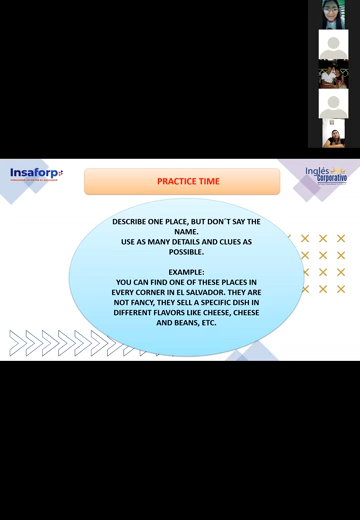 Insaforp
Inglés
Corporativo
PRACTICE TIME
DESCRIBE ONE PLACE, BUT DON´T SAY THE
NAME.
USE AS MANY DETAILS AND CLUES AS
POSSIBLE.
EXAMPLE:
YOU CAN FIND ONE OF THESE PLACES IN
EVERY CORNER IN EL SALVADOR. THEY ARE
NOT FANCY, THEY SELL A SPECIFIC DISH IN
DIFFERENT FLAVORS LIKE CHEESE, CHEESE
AND BEANS, ETC.